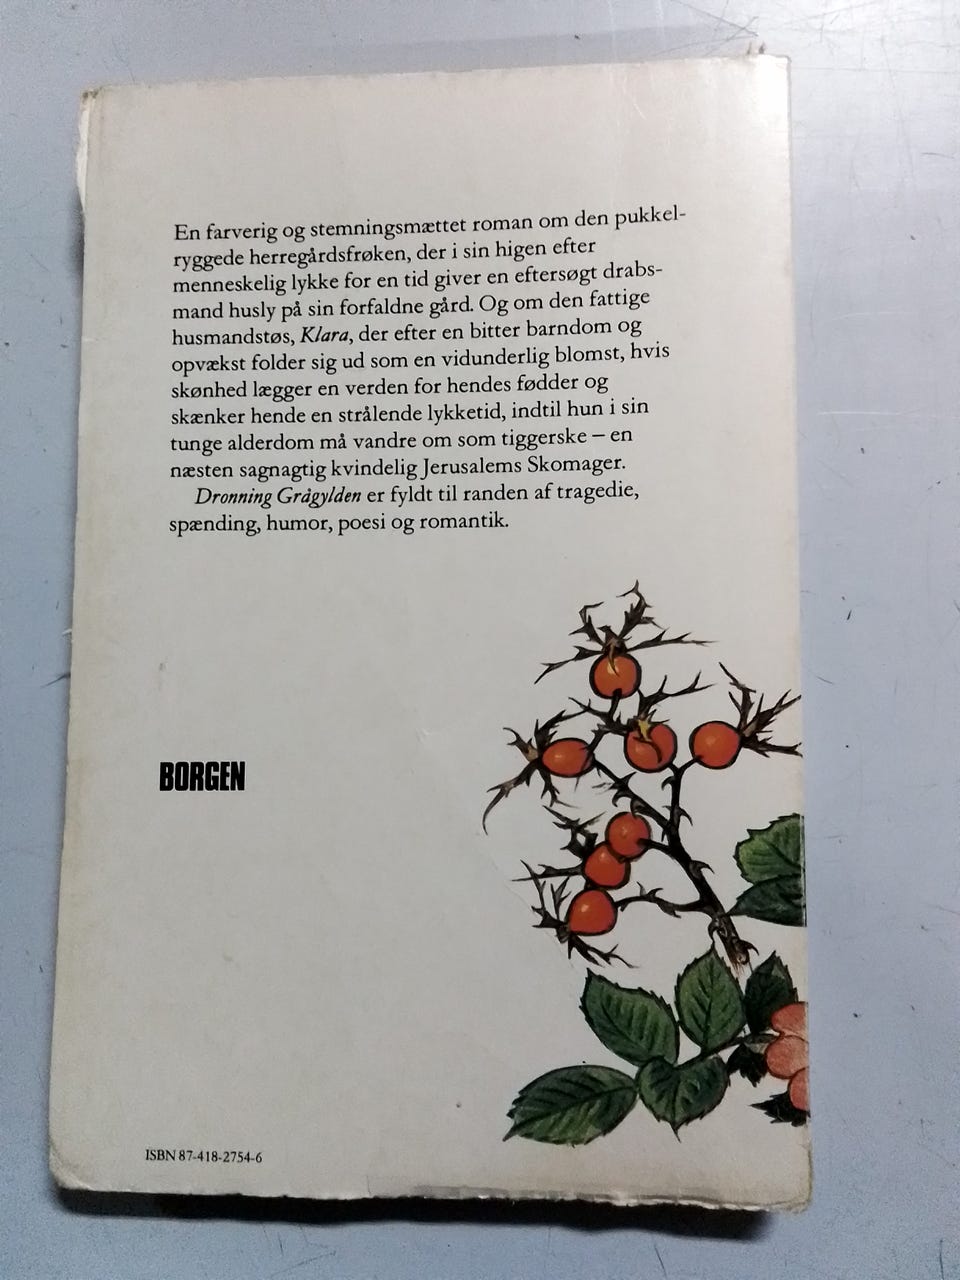 En farverig og stemningsmættet roman om den pukkel-
ryggede herregårdsfrøken, der i sin higen efter
menneskelig lykke for en tid giver en eftersøgt drabs-
mand husly på sin forfaldne gård. Og om den fattige
husmandstøs, Klara, der efter en bitter barndom og
opvækst folder sig ud som en vidunderlig blomst, hvis
skønhed lægger en verden for hendes fødder og
skænker hende en strålende lykketid, indtil hun i sin
tunge alderdom må vandre om som tiggerske – en
næsten sagnagtig kvindelig Jerusalems Skomager.
Dronning Grågylden er fyldt til randen af tragedie,
spænding, humor, poesi og romantik.
BORGEN
ISBN 87-418-2754-6